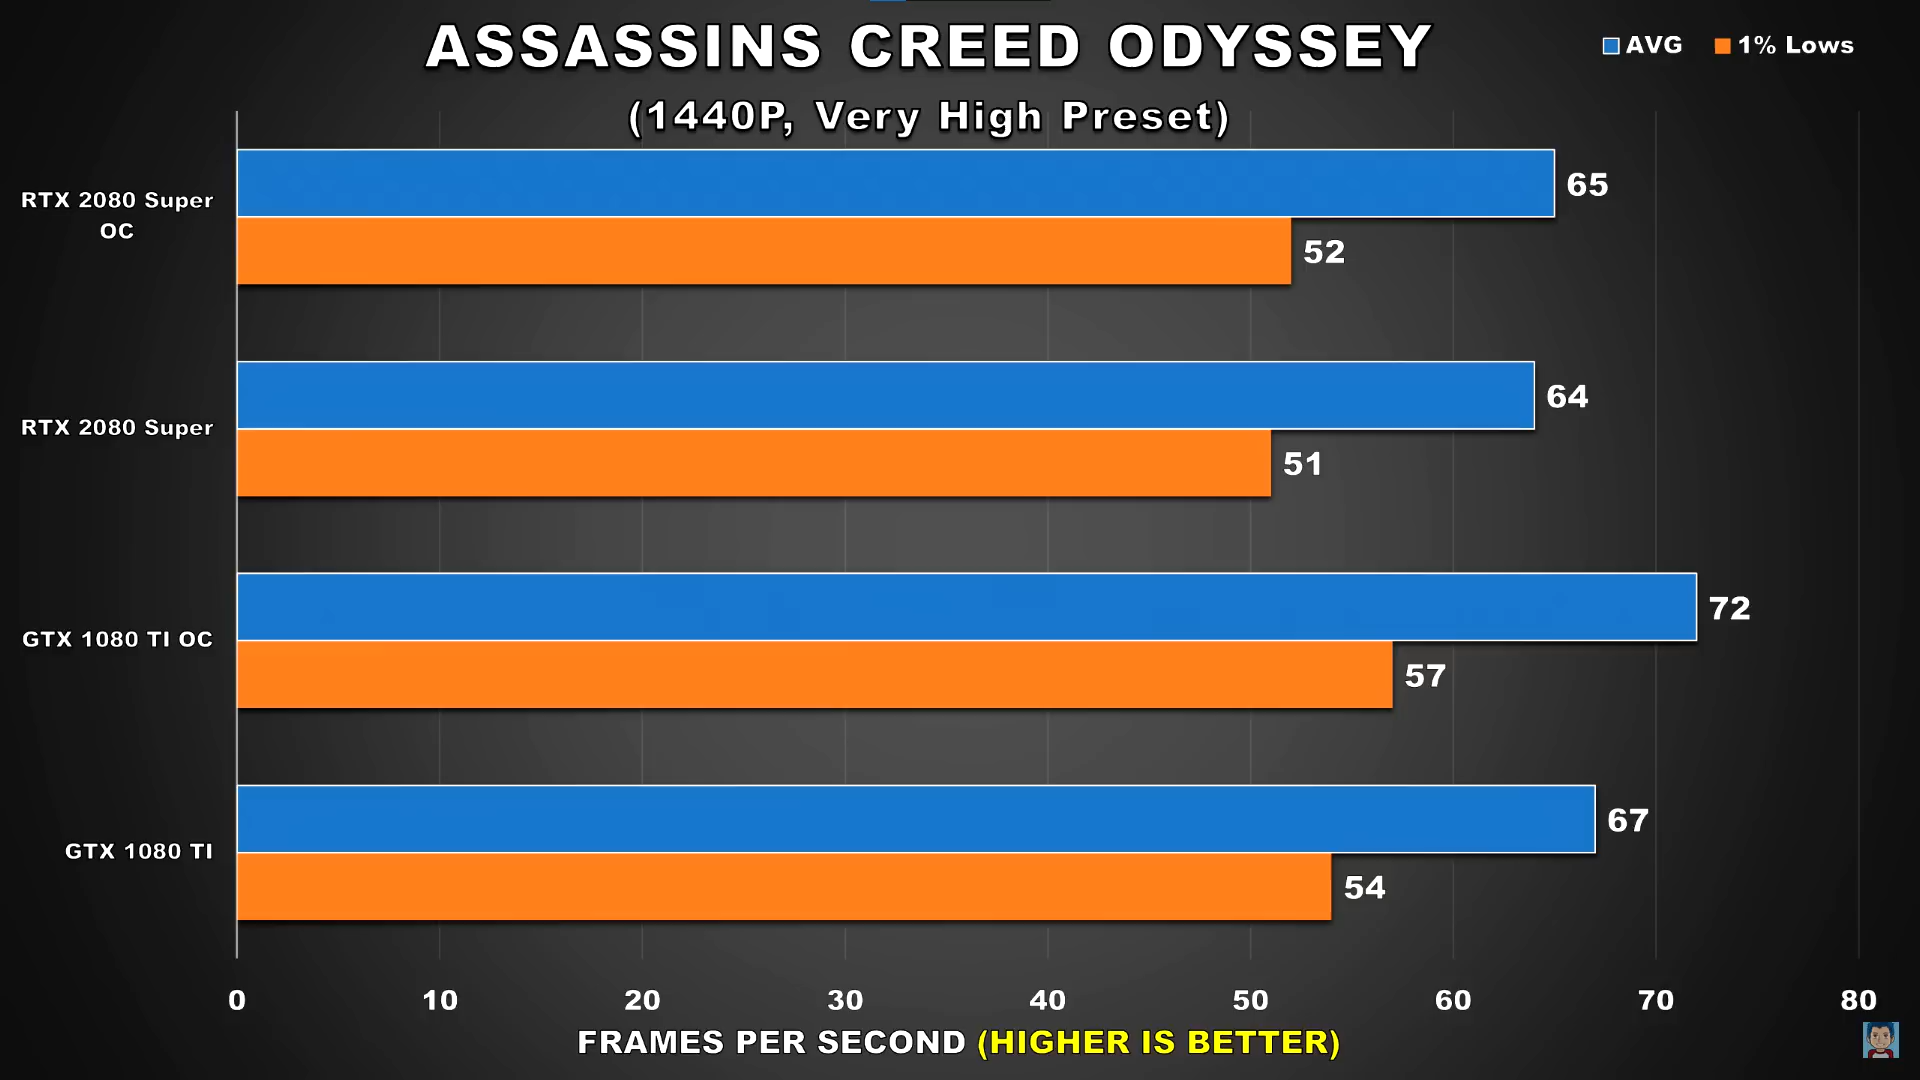 ASSASSINS CREED ODYSSEY
(1440P, Very High Preset)
AVG 1% Lows
RTX 2080 Super
OC
65
52
RTX 2080 Super
64
51
GTX 1080 TI OC
72
57
GTX 1080 TI
67
54
0 10 20 30 40 50 60 70 80
FRAMES PER SECOND (HIGHER IS BETTER)